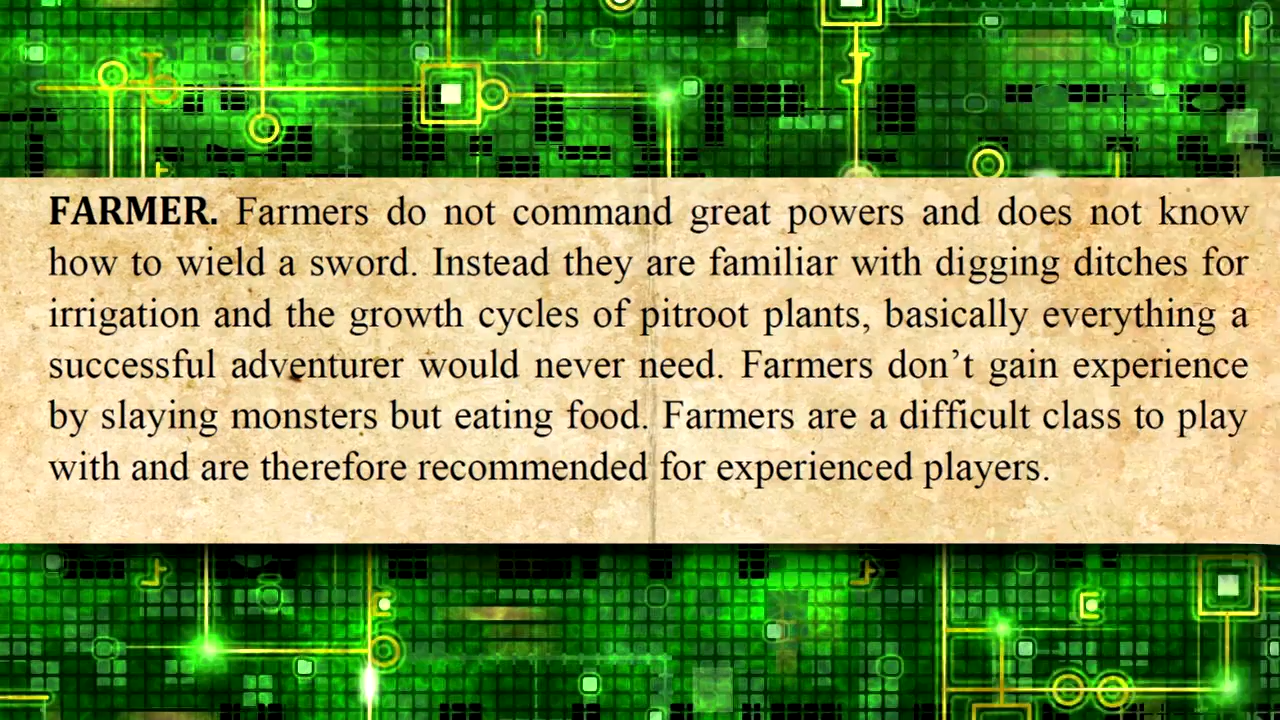 FARMER. Farmers do not command great powers and does not know
how to wield a sword. Instead they are familiar with digging ditches for
irrigation and the growth cycles of pitroot plants, basically everything a
successful adventurer would never need. Farmers don’t gain experience
by slaying monsters but eating food. Farmers are a difficult class to play
with and are therefore recommended for experienced players.